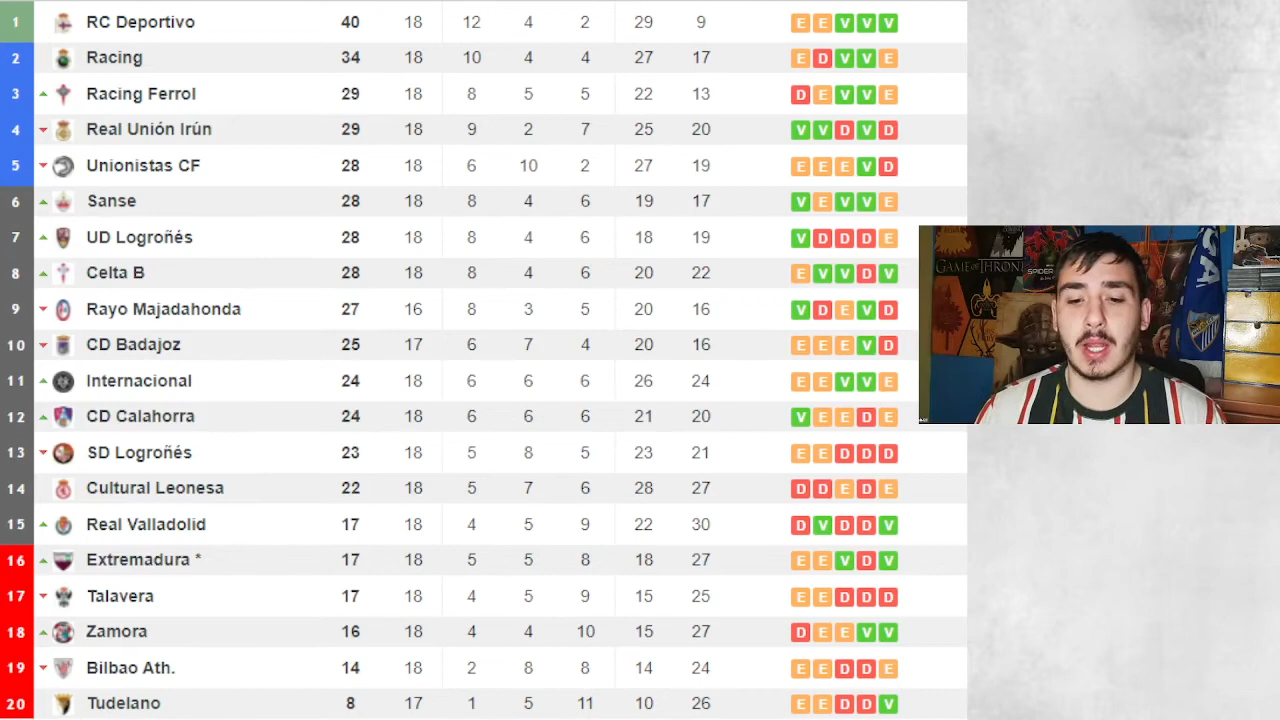 1 RC Deportivo 40 18 12 4 2 29 9 E E V V V
2 Racing 34 18 10 4 4 27 17 E D V V E
3 Racing Ferrol 29 18 8 5 5 22 13 D E V V E
4 Real Unión Irún 29 18 9 2 7 25 20 V V D V D
5 Unionistas CF 28 18 6 10 2 27 19 E E E V D
6 Sanse 28 18 8 4 6 19 17 V E V V E
7 UD Logroñés 28 18 8 4 6 18 19 V D D D E
8 Celta B 28 18 8 4 6 20 22 E V V D V
9 Rayo Majadahonda 27 16 8 3 5 20 16 V D E V D
10 CD Badajoz 25 17 6 7 4 20 16 E E E V D
11 Internacional 24 18 6 6 6 26 24 E E V V E
12 CD Calahorra 24 18 6 6 6 21 20 V E E D E
13 SD Logroñés 23 18 5 8 5 23 21 E E D D D
14 Cultural Leonesa 22 18 5 7 6 28 27 D D E D E
15 Real Valladolid 17 18 4 5 9 22 30 D V D D V
16 Extremadura * 17 18 5 5 8 18 27 E E V D V
17 Talavera 17 18 4 5 9 15 25 E E D D D
18 Zamora 16 18 4 4 10 15 27 D E E V V
19 Bilbao Ath. 14 18 2 8 8 14 24 E E D D E
20 Tudelano 8 17 1 5 11 10 26 E E D D V
GAME OF THRON
SPIDER